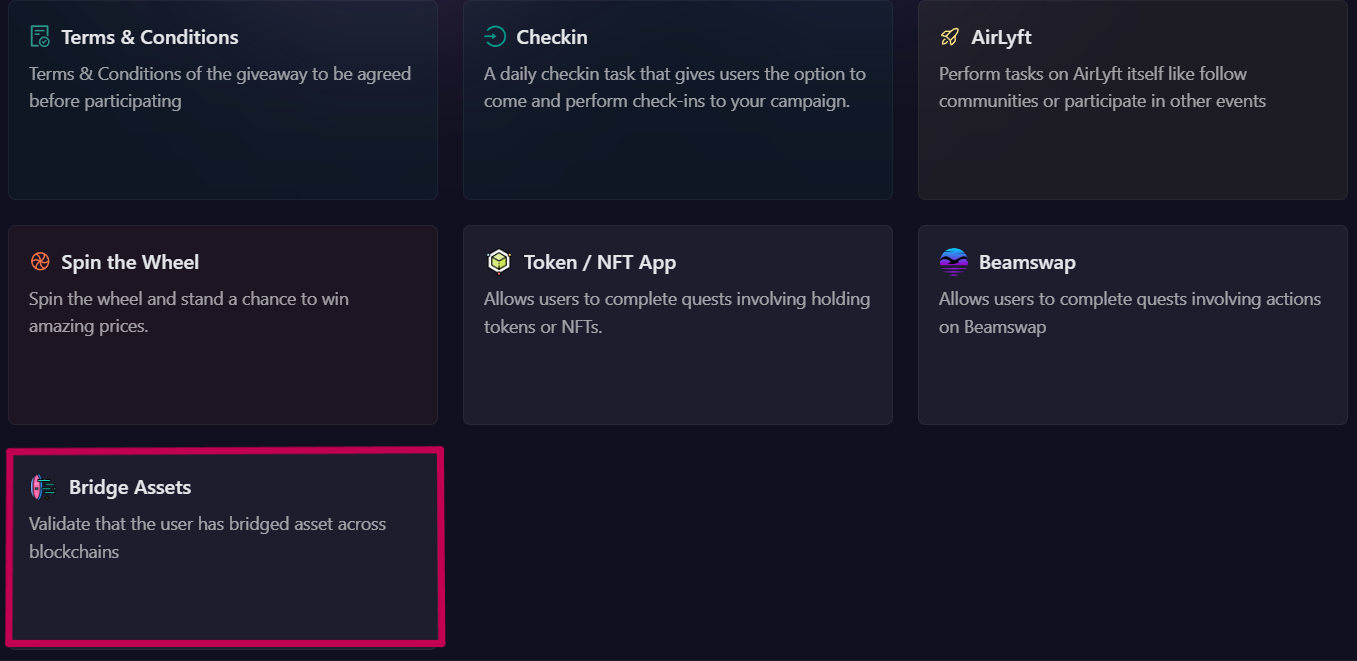 Terms & Conditions
Terms & Conditions of the giveaway to be agreed
before participating
Checkin
A daily checkin task that gives users the option to
come and perform check-ins to your campaign.
AirLyft
Perform tasks on AirLyft itself like follow
communities or participate in other events
Spin the Wheel
Spin the wheel and stand a chance to win
amazing prices.
Token / NFT App
Allows users to complete quests involving holding
tokens or NFTs.
Beamswap
Allows users to complete quests involving actions
on Beamswap
Bridge Assets
Validate that the user has bridged asset across
blockchains